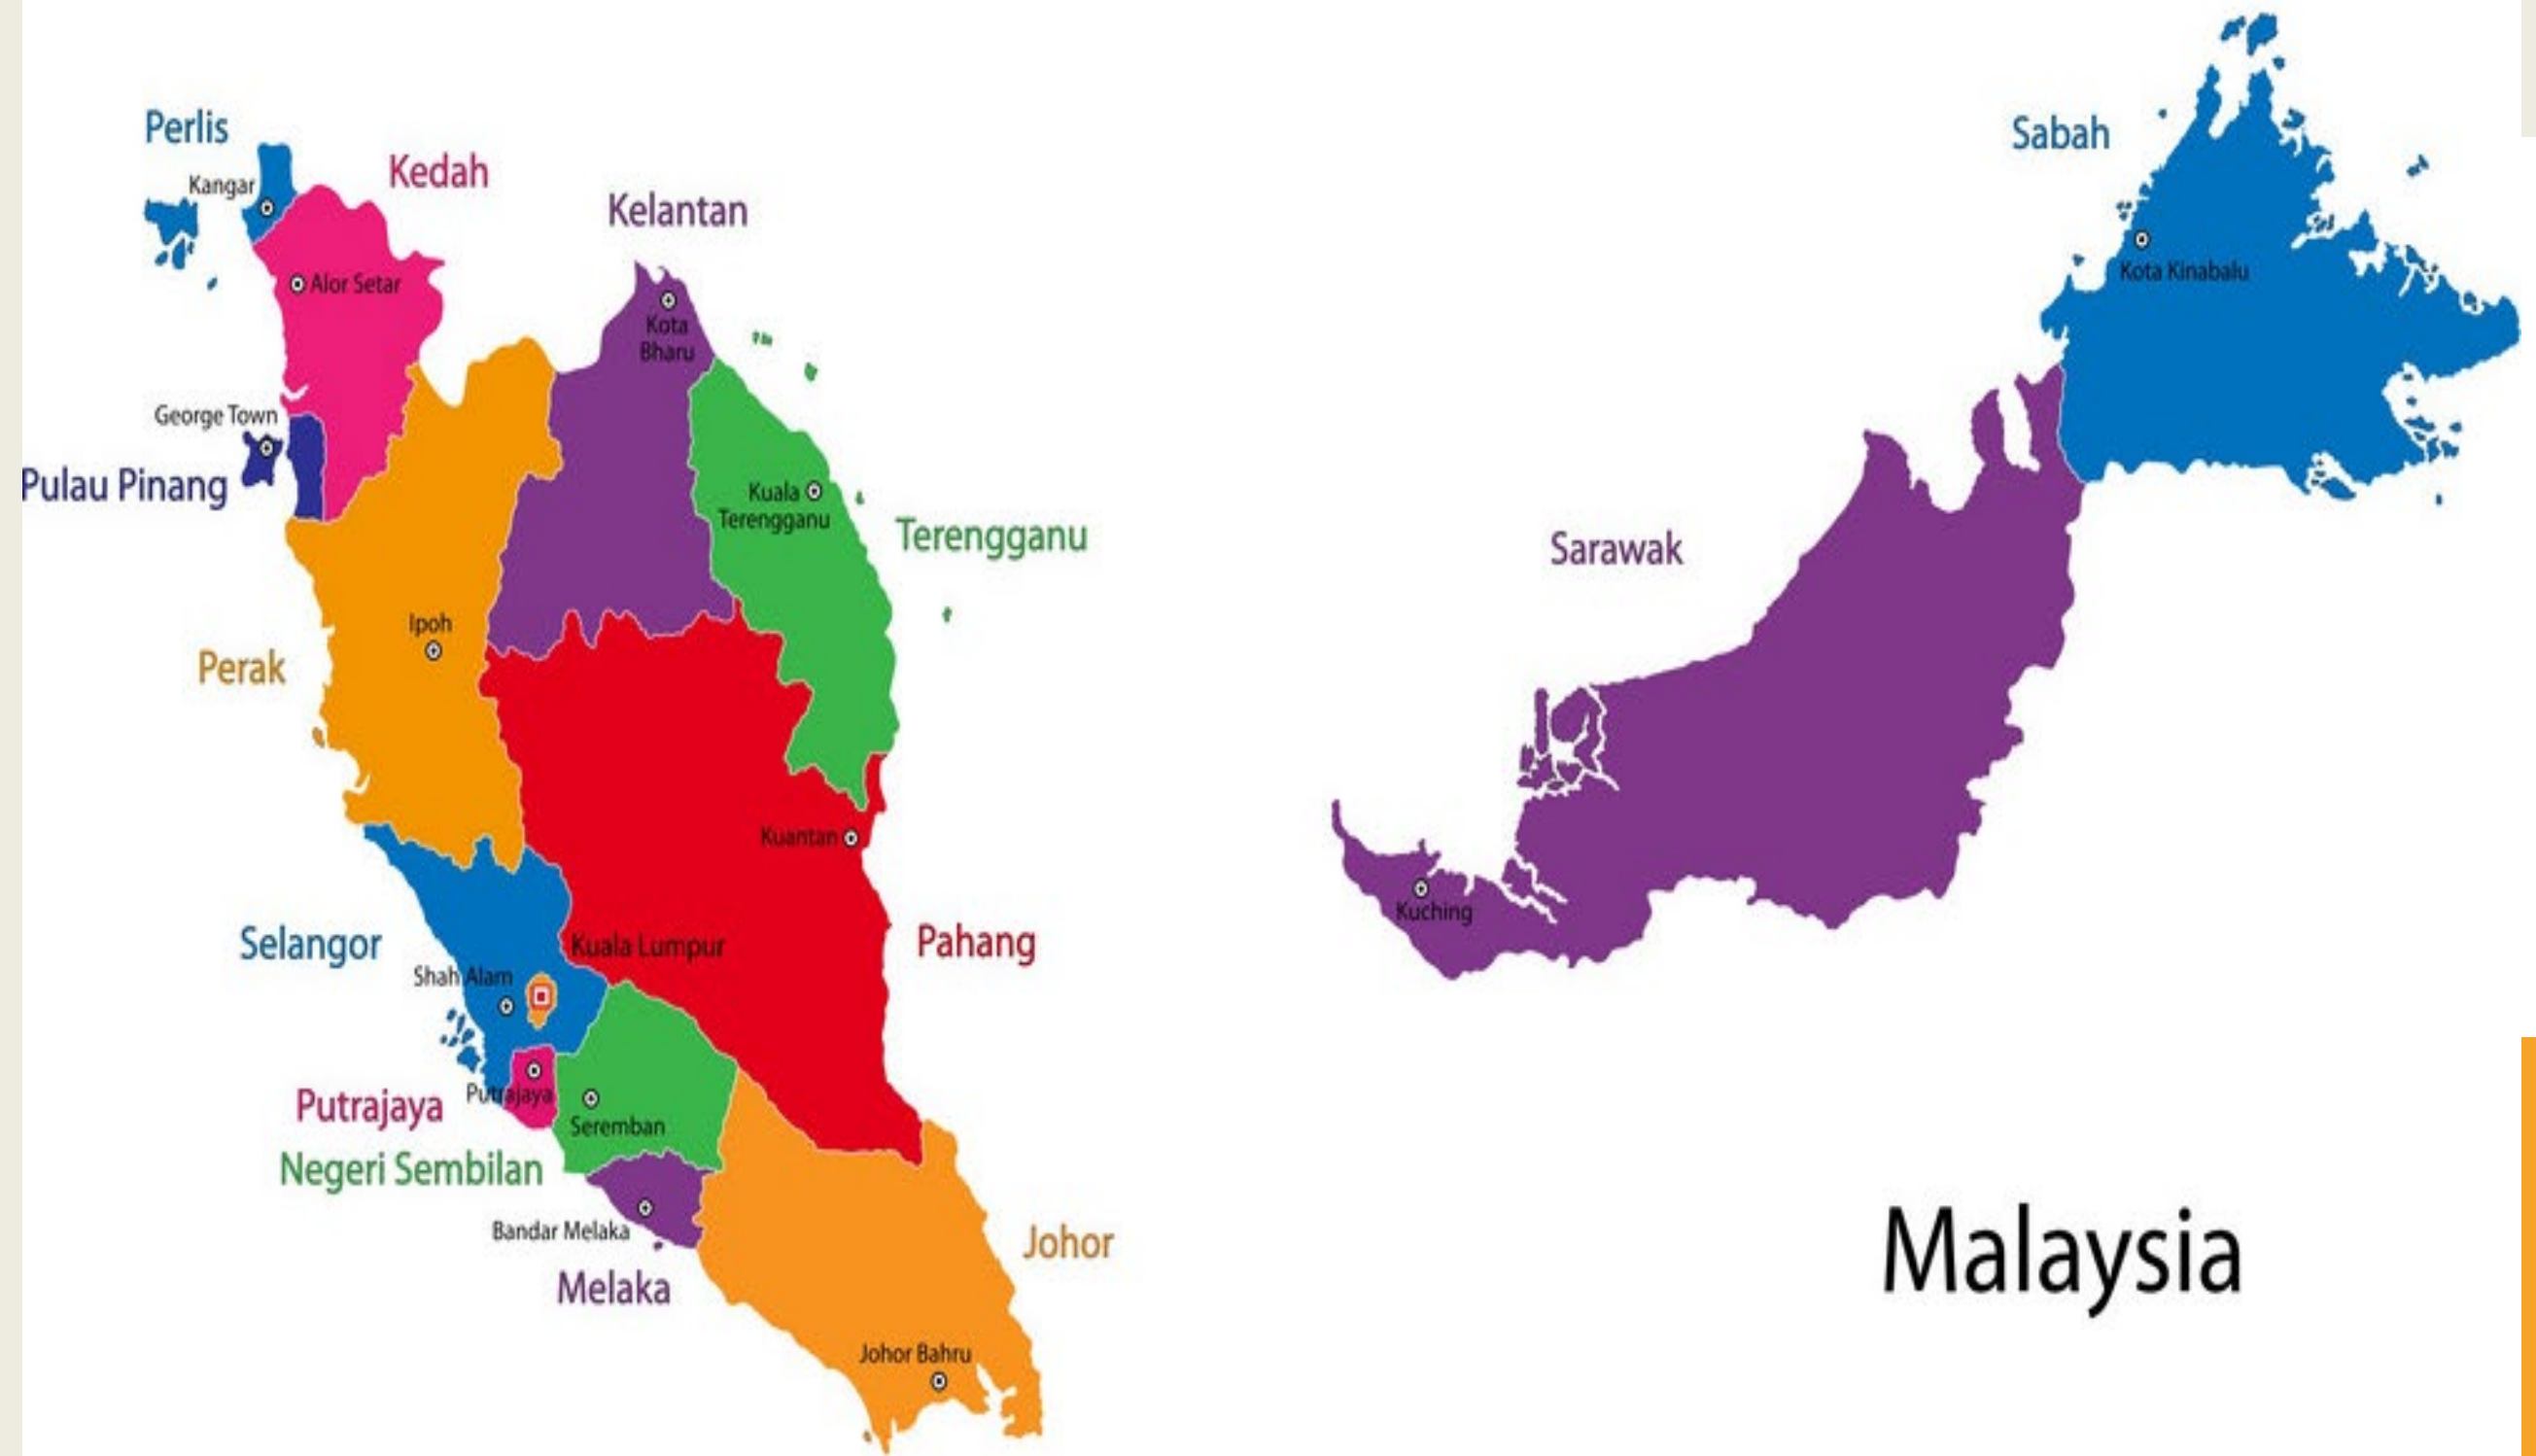 Perlis
Kangar
Kedah
Alor Setar
Kelantan
Kota
Bharu
George Town
Pulau Pinang
Kuala
Terengganu
Terengganu
Ipoh
Perak
Kuantan
Selangor
Kuala Lumpur
Pahang
Shah Alam
Putrajaya
Putrajaya
Seremban
Negeri Sembilan
Bandar Melaka
Melaka
Johor
Johor Bahru
Sabah
Kota Kinabalu
Sarawak
Kuching
Malaysia